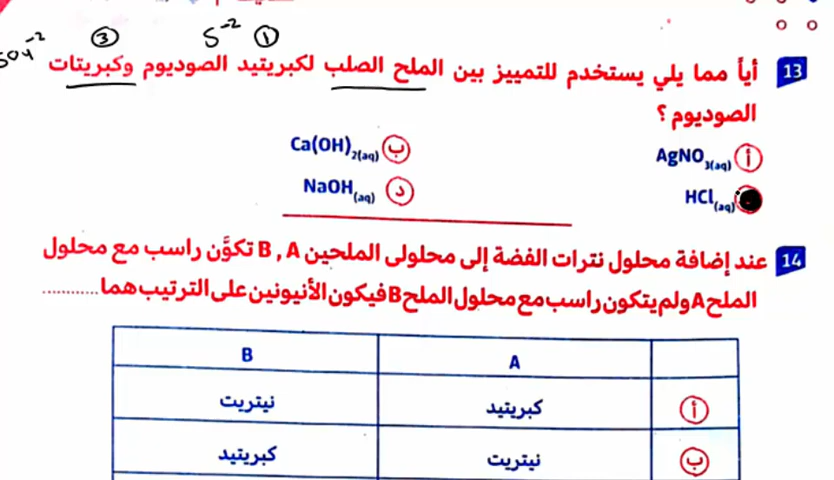 SO4 -2 ③ S -2 ①
13 أياً مما يلي يستخدم للتمييز بين الملح الصلب لكبريتيد الصوديوم وكبريتات
الصوديوم ؟
أ AgNO3(aq) ب Ca(OH)2(aq)
HCl(aq) د NaOH(aq)
14 عند إضافة محلول نترات الفضة إلى محلولى الملحين A , B تكوَّن راسب مع محلول
الملح A ولم يتكون راسب مع محلول الملح B فيكون الأنيونين على الترتيب هما ............
A B
أ كبريتيد نيتريت
ب نيتريت كبريتيد